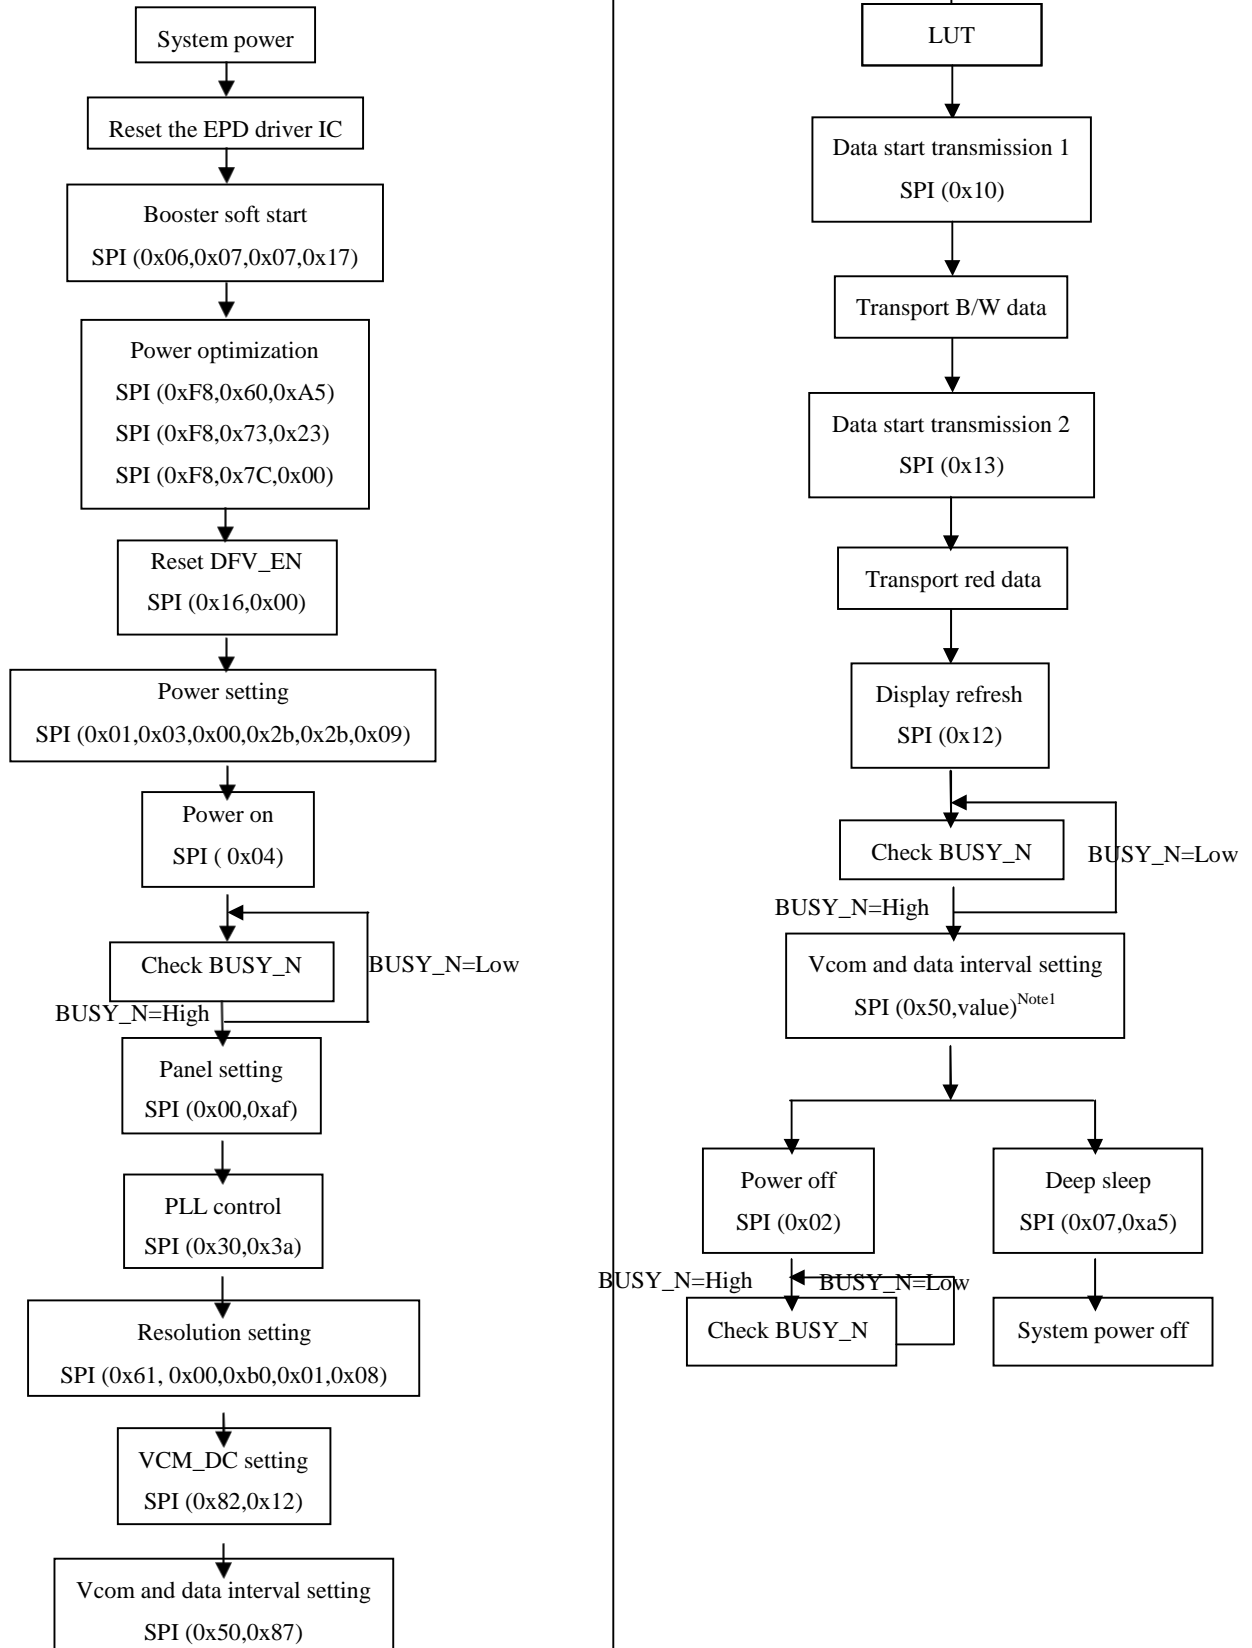 System power
Reset the EPD driver IC
Booster soft start
SPI (0x06,0x07,0x07,0x17)
Power optimization
SPI (0xF8,0x60,0xA5)
SPI (0xF8,0x73,0x23)
SPI (0xF8,0x7C,0x00)
Reset DFV_EN
SPI (0x16,0x00)
Power setting
SPI (0x01,0x03,0x00,0x2b,0x2b,0x09)
Power on
SPI ( 0x04)
Check BUSY_N
BUSY_N=Low
BUSY_N=High
Panel setting
SPI (0x00,0xaf)
PLL control
SPI (0x30,0x3a)
Resolution setting
SPI (0x61, 0x00,0xb0,0x01,0x08)
VCM_DC setting
SPI (0x82,0x12)
Vcom and data interval setting
SPI (0x50,0x87)
LUT
Data start transmission 1
SPI (0x10)
Transport B/W data
Data start transmission 2
SPI (0x13)
Transport red data
Display refresh
SPI (0x12)
Check BUSY_N
BUSY_N=Low
BUSY_N=High
Vcom and data interval setting
SPI (0x50,value)Note1
Power off
SPI (0x02)
BUSY_N=High
BUSY_N=Low
Check BUSY_N
Deep sleep
SPI (0x07,0xa5)
System power off